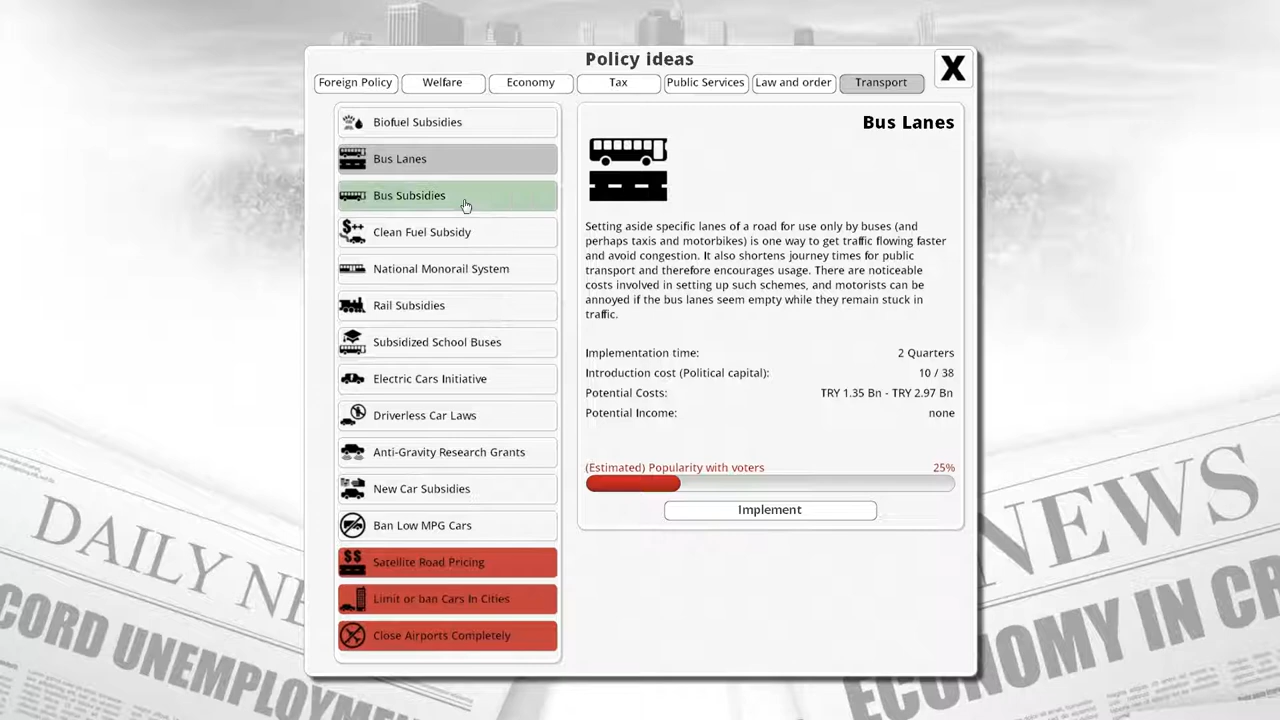 Policy ideas
X
Foreign Policy
Welfare
Economy
Tax
Public Services
Law and order
Transport
Biofuel Subsidies
Bus Lanes
Bus Subsidies
Clean Fuel Subsidy
National Monorail System
Rail Subsidies
Subsidized School Buses
Electric Cars Initiative
Driverless Car Laws
Anti-Gravity Research Grants
New Car Subsidies
Ban Low MPG Cars
Satellite Road Pricing
Limit or ban Cars In Cities
Close Airports Completely
Bus Lanes
Setting aside specific lanes of a road for use only by buses (and
perhaps taxis and motorbikes) is one way to get traffic flowing faster
and avoid congestion. It also shortens journey times for public
transport and therefore encourages usage. There are noticeable
costs involved in setting up such schemes, and motorists can be
annoyed if the bus lanes seem empty while they remain stuck in
traffic.
Implementation time: 2 Quarters
Introduction cost (Political capital): 10 / 38
Potential Costs: TRY 1.35 Bn - TRY 2.97 Bn
Potential Income: none
(Estimated) Popularity with voters 25%
Implement
DAILY NE
CORD UNEMPLOYM
NEWS
ECONOMY IN CR